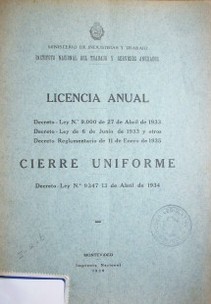 MINISTERIO DE INDUSTRIAS Y TRABAJO
INSTITUTO NACIONAL DEL TRABAJO Y SERVICIOS ANEXADOS
LICENCIA ANUAL
Decreto-Ley N.º 8.900 de 27 de Abril de 1933
Decreto-Ley de 6 de Junio de 1933 y otros
Decreto Reglamentario de 11 de Enero de 1935
CIERRE UNIFORME
Decreto-Ley N.º 9347 13 de Abril de 1934
MONTEVIDEO
Imprenta Nacional